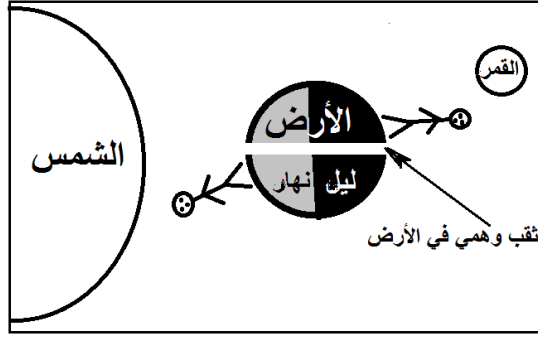 القمر
الأرض
الشمس
ليل نهار
ثقب وهمي في الأرض